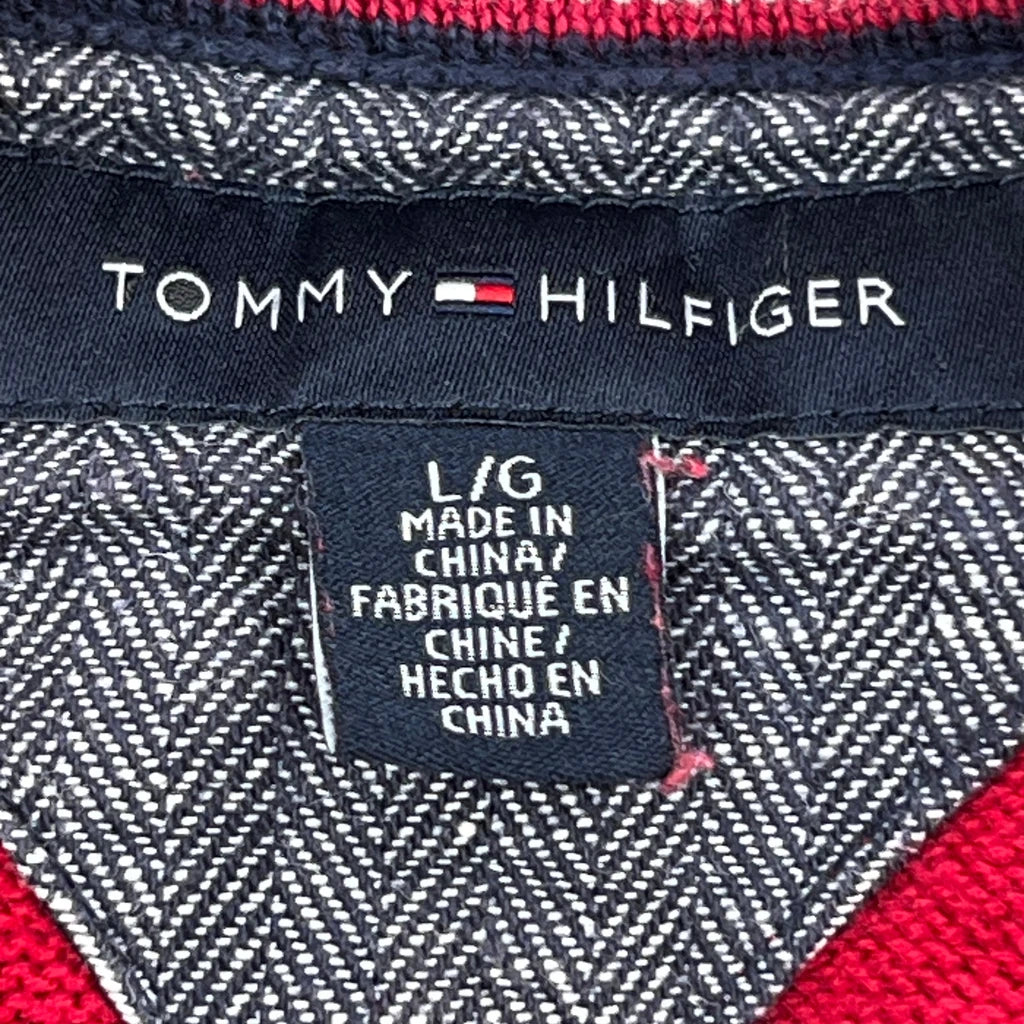 TOMMY HILFIGER
L/G
MADE IN
CHINA/
FABRIQUÉ EN
CHINE/
HECHO EN
CHINA